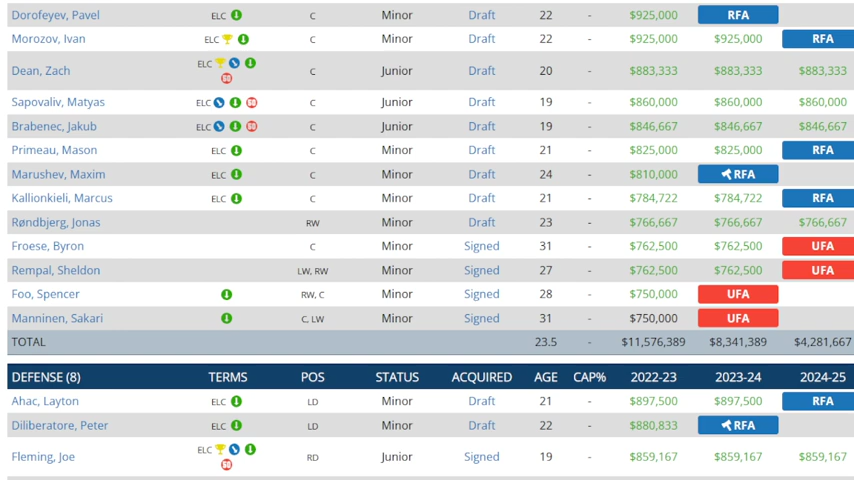 Dorofeyev, Pavel ELC C Minor Draft 22 - $925,000 RFA
Morozov, Ivan ELC C Minor Draft 22 - $925,000 $925,000 RFA
Dean, Zach ELC C Junior Draft 20 - $883,333 $883,333 $883,333
Sapovaliv, Matyas ELC C Junior Draft 19 - $860,000 $860,000 $860,000
Brabenec, Jakub ELC C Junior Draft 19 - $846,667 $846,667 $846,667
Primeau, Mason ELC C Minor Draft 21 - $825,000 $825,000 RFA
Marushev, Maxim ELC C Minor Draft 24 - $810,000 RFA
Kallionkieli, Marcus ELC C Minor Draft 21 - $784,722 $784,722 RFA
Røndbjerg, Jonas RW Minor Draft 23 - $766,667 $766,667 $766,667
Froese, Byron C Minor Signed 31 - $762,500 $762,500 UFA
Rempal, Sheldon LW, RW Minor Signed 27 - $762,500 $762,500 UFA
Foo, Spencer RW, C Minor Signed 28 - $750,000 UFA
Manninen, Sakari C, LW Minor Signed 31 - $750,000 UFA
TOTAL 23.5 - $11,576,389 $8,341,389 $4,281,667
DEFENSE (8) TERMS POS STATUS ACQUIRED AGE CAP% 2022-23 2023-24 2024-25
Ahac, Layton ELC LD Minor Draft 21 - $897,500 $897,500 RFA
Diliberatore, Peter ELC LD Minor Draft 22 - $880,833 RFA
Fleming, Joe ELC RD Junior Signed 19 - $859,167 $859,167 $859,167